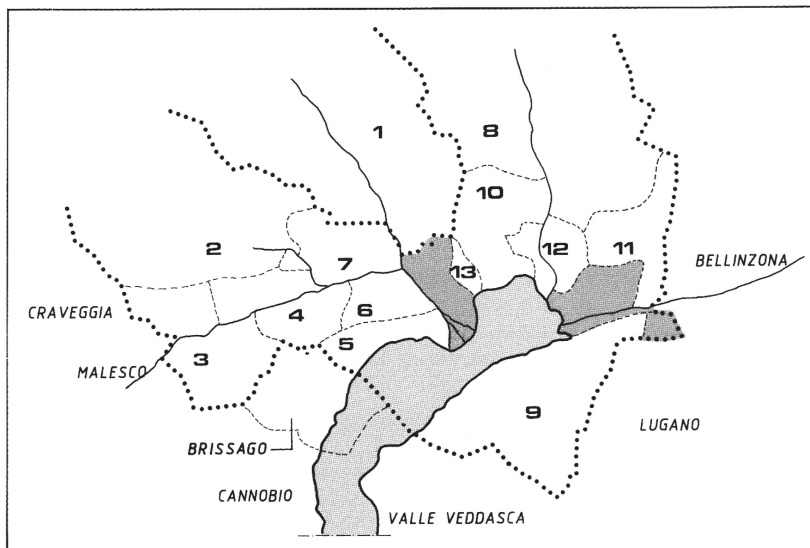 1
8
10
2
12
11
7
13
BELLINZONA
CRAVEGGIA
4
6
3
5
MALESCO
9
LUGANO
BRISSAGO
CANNOBIO
VALLE VEDDASCA